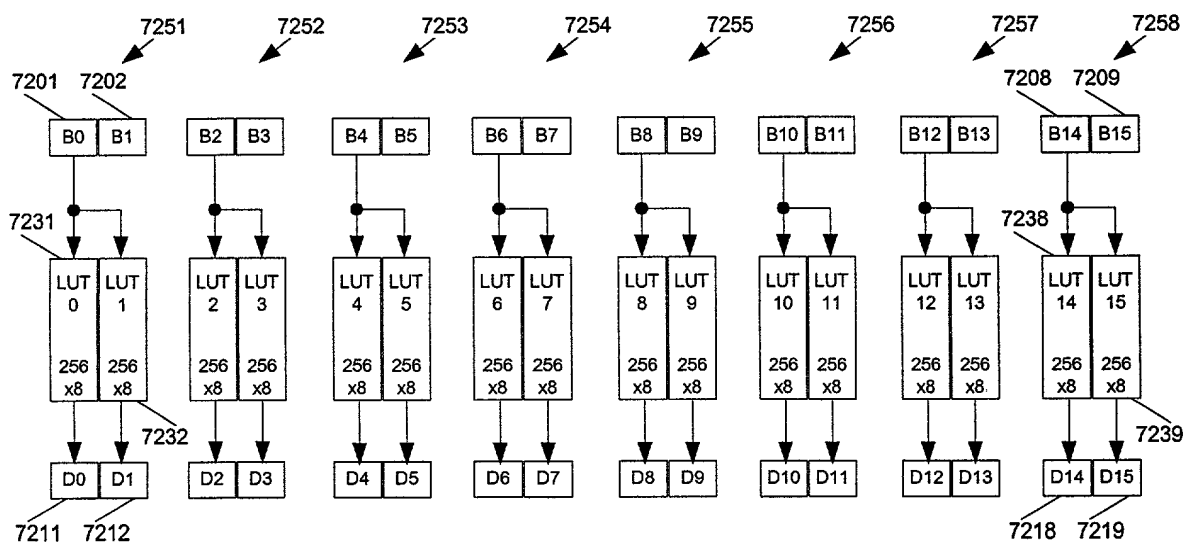 7251 7252 7253 7254 7255 7256 7257 7258
7201 7202 7208 7209
B0 B1 B2 B3 B4 B5 B6 B7 B8 B9 B10 B11 B12 B13 B14 B15
7231 7238
LUT LUT LUT LUT LUT LUT LUT LUT LUT LUT LUT LUT LUT LUT LUT LUT
0 1 2 3 4 5 6 7 8 9 10 11 12 13 14 15
256 256 256 256 256 256 256 256 256 256 256 256 256 256 256 256
x8 x8 x8 x8 x8 x8 x8 x8 x8 x8 x8 x8 x8 x8 x8 x8
7232 7239
D0 D1 D2 D3 D4 D5 D6 D7 D8 D9 D10 D11 D12 D13 D14 D15
7211 7212 7218 7219